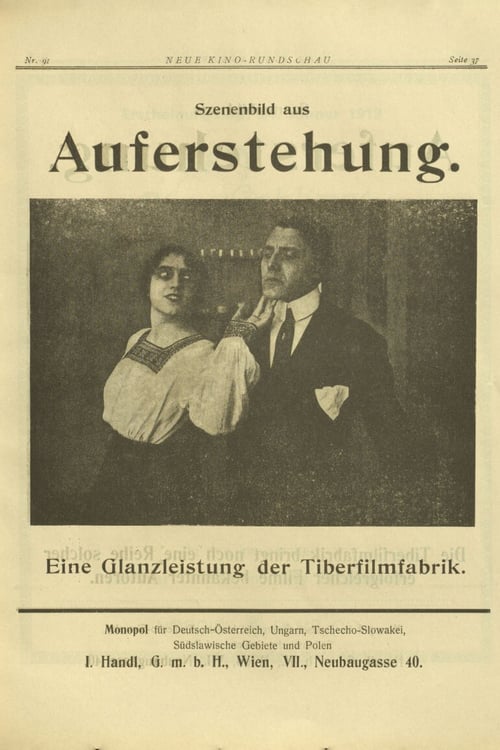 Nr. 91 NEUE KINO-RUNDSCHAU Seite 37
Szenenbild aus
Auferstehung.
Eine Glanzleistung der Tiberfilmfabrik.
Monopol für Deutsch-Österreich, Ungarn, Tschecho-Slowakei,
Südslawische Gebiete und Polen
I. Handl, G. m. b. H., Wien, VII., Neubaugasse 40.